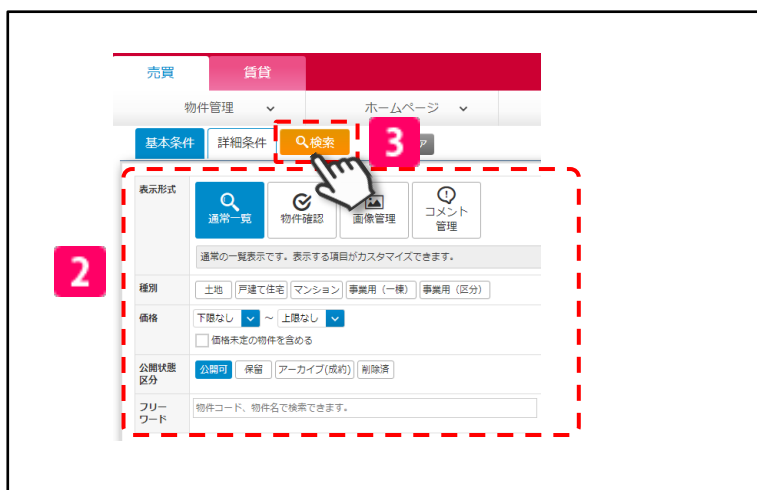 売買 賃貸
物件管理 ホームページ
基本条件 詳細条件 検索 3 ア
2
表示形式 通常一覧 物件確認 画像管理 コメント
管理
通常の一覧表示です。表示する項目がカスタマイズできます。
種別 土地 戸建て住宅 マンション 事業用（一棟） 事業用（区分）
価格 下限なし ～ 上限なし
価格未定の物件を含める
公開状態
区分 公開可 保留 アーカイブ(成約) 削除済
フリー
ワード 物件コード、物件名で検索できます。